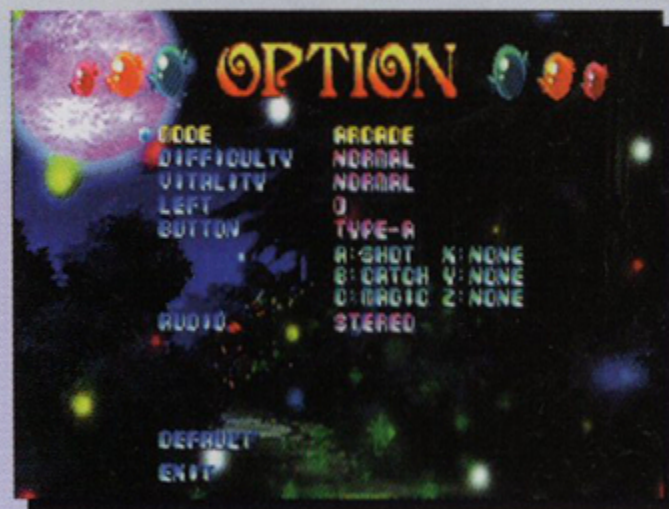 OPTION
MODE ARCADE
DIFFICULTY NORMAL
VITALITY NORMAL
LEFT 0
BUTTON TYPE-A
A:SHOT X:NONE
B:CATCH Y:NONE
C:MAGIC Z:NONE
AUDIO STEREO
DEFAULT
EXIT